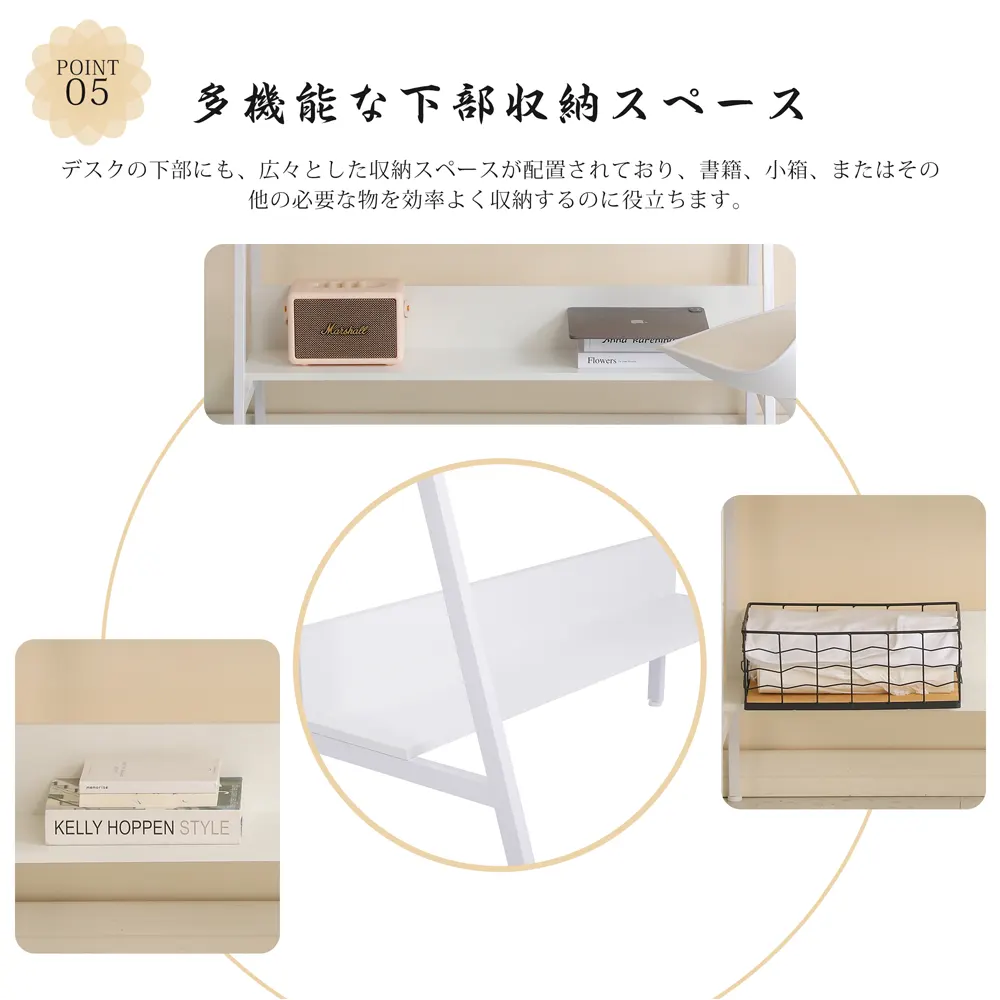 POINT
05
多機能な下部収納スペース
デスクの下部にも、広々とした収納スペースが配置されており、書籍、小箱、またはその
他の必要な物を効率よく収納するのに役立ちます。
Marshall
Anna Karenina
Flowers
KELLY HOPPEN STYLE